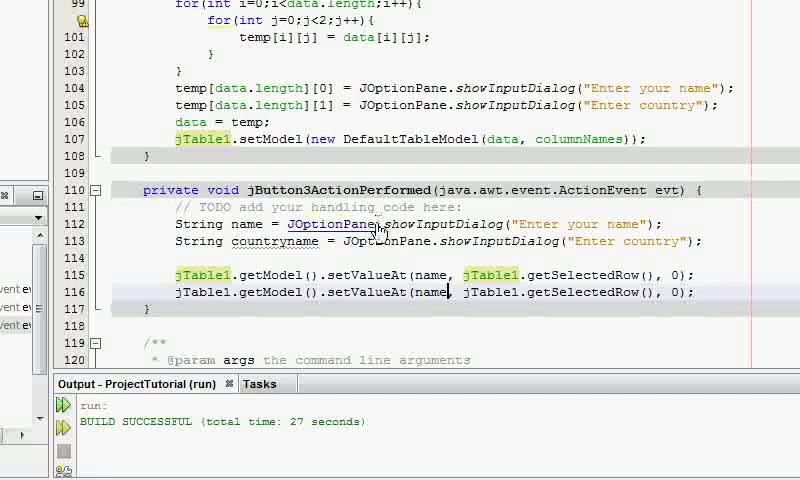 99 for(int i=0;i<data.length;i++){
for(int j=0;j<2;j++){
101 temp[i][j] = data[i][j];
102 }
103 }
104 temp[data.length][0] = JOptionPane.showInputDialog("Enter your name");
105 temp[data.length][1] = JOptionPane.showInputDialog("Enter country");
106 data = temp;
107 jTable1.setModel(new DefaultTableModel(data, columnNames));
108 }
109
110 private void jButton3ActionPerformed(java.awt.event.ActionEvent evt) {
111 // TODO add your handling code here:
112 String name = JOptionPane.showInputDialog("Enter your name");
113 String countryname = JOptionPane.showInputDialog("Enter country");
114
115 jTable1.getModel().setValueAt(name, jTable1.getSelectedRow(), 0);
116 jTable1.getModel().setValueAt(name, jTable1.getSelectedRow(), 0);
117 }
118
119 /**
120 * @param args the command line arguments
event ev
event ev
event ev
Output - ProjectTutorial (run) Tasks
run:
BUILD SUCCESSFUL (total time: 27 seconds)